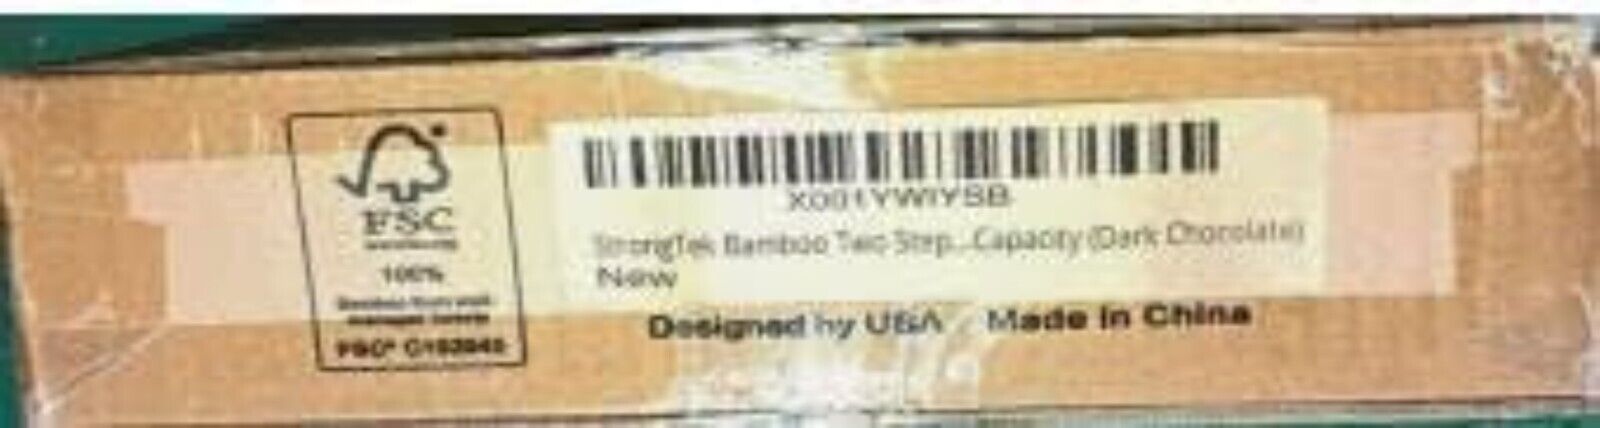 FSC
100%
X001YWIYSB
StrongTek Bamboo Two Step...Capacity (Dark Chocolate)
New
Designed by USA Made in China